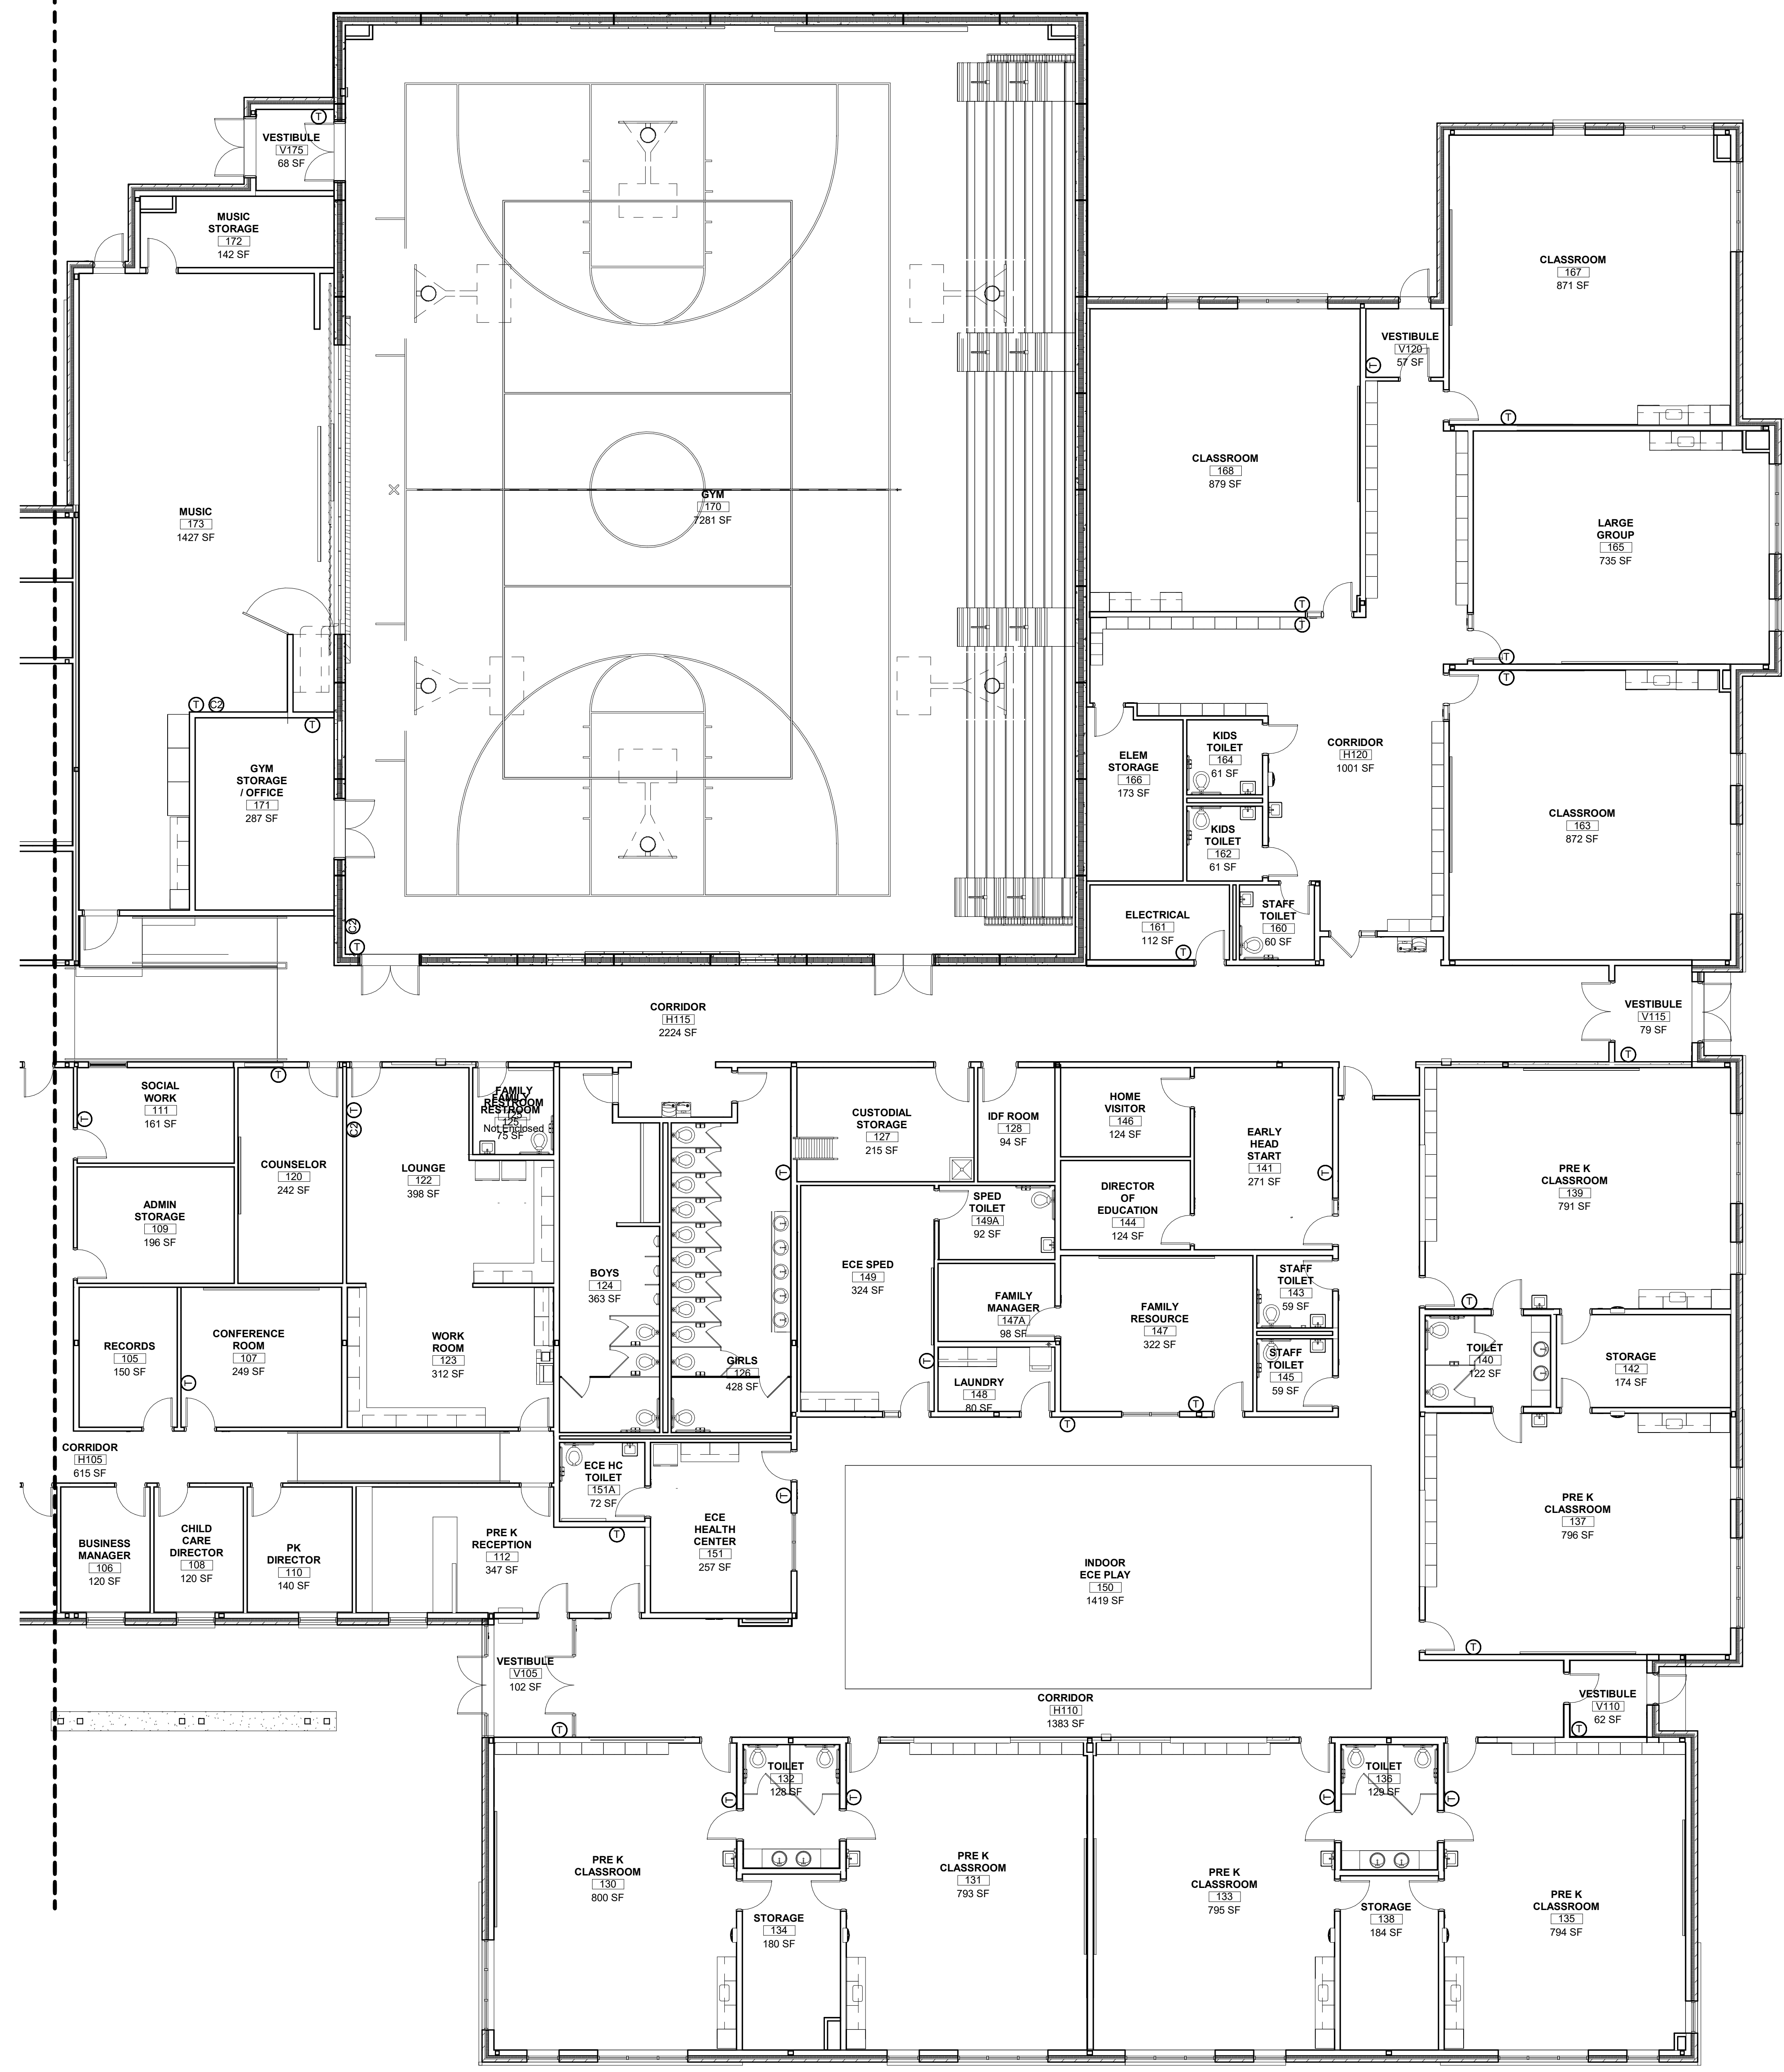 VESTIBULE
V175
68 SF
T
MUSIC
STORAGE
172
142 SF
MUSIC
173
1427 SF
T
C2
T
GYM
STORAGE
/ OFFICE
171
287 SF
GYM
170
7281 SF
C2
T
CLASSROOM
167
871 SF
T
VESTIBULE
V120
57 SF
T
CLASSROOM
168
879 SF
T
T
LARGE
GROUP
165
735 SF
T
T
ELEM
STORAGE
166
173 SF
KIDS
TOILET
164
61 SF
KIDS
TOILET
162
61 SF
CORRIDOR
H120
1001 SF
CLASSROOM
163
872 SF
ELECTRICAL
161
112 SF
T
STAFF
TOILET
160
60 SF
CORRIDOR
H115
2224 SF
VESTIBULE
V115
79 SF
T
SOCIAL
WORK
111
161 SF
T
T
ADMIN
STORAGE
109
196 SF
COUNSELOR
120
242 SF
T
C2
LOUNGE
122
398 SF
FAMILY
RESTROOM
FAMILY
RESTROOM
125
125
Not Enclosed
75 SF
RECORDS
105
150 SF
CONFERENCE
ROOM
107
249 SF
T
WORK
ROOM
123
312 SF
BOYS
124
363 SF
GIRLS
126
428 SF
T
CUSTODIAL
STORAGE
127
215 SF
IDF ROOM
128
94 SF
HOME
VISITOR
146
124 SF
DIRECTOR
OF
EDUCATION
144
124 SF
EARLY
HEAD
START
141
271 SF
T
SPED
TOILET
149A
92 SF
ECE SPED
149
324 SF
T
FAMILY
MANAGER
147A
98 SF
LAUNDRY
148
80 SF
FAMILY
RESOURCE
147
322 SF
T
T
STAFF
TOILET
143
59 SF
STAFF
TOILET
145
59 SF
PRE K
CLASSROOM
139
791 SF
T
TOILET
140
122 SF
STORAGE
142
174 SF
PRE K
CLASSROOM
137
796 SF
T
CORRIDOR
H105
615 SF
BUSINESS
MANAGER
106
120 SF
CHILD
CARE
DIRECTOR
108
120 SF
PK
DIRECTOR
110
140 SF
PRE K
RECEPTION
112
347 SF
ECE HC
TOILET
151A
72 SF
T
ECE
HEALTH
CENTER
151
257 SF
T
INDOOR
ECE PLAY
150
1419 SF
VESTIBULE
V105
102 SF
T
CORRIDOR
H110
1383 SF
VESTIBULE
V110
62 SF
T
PRE K
CLASSROOM
130
800 SF
T
TOILET
132
128 SF
T
STORAGE
134
180 SF
PRE K
CLASSROOM
131
793 SF
PRE K
CLASSROOM
133
795 SF
T
TOILET
136
129 SF
T
STORAGE
138
184 SF
PRE K
CLASSROOM
135
794 SF